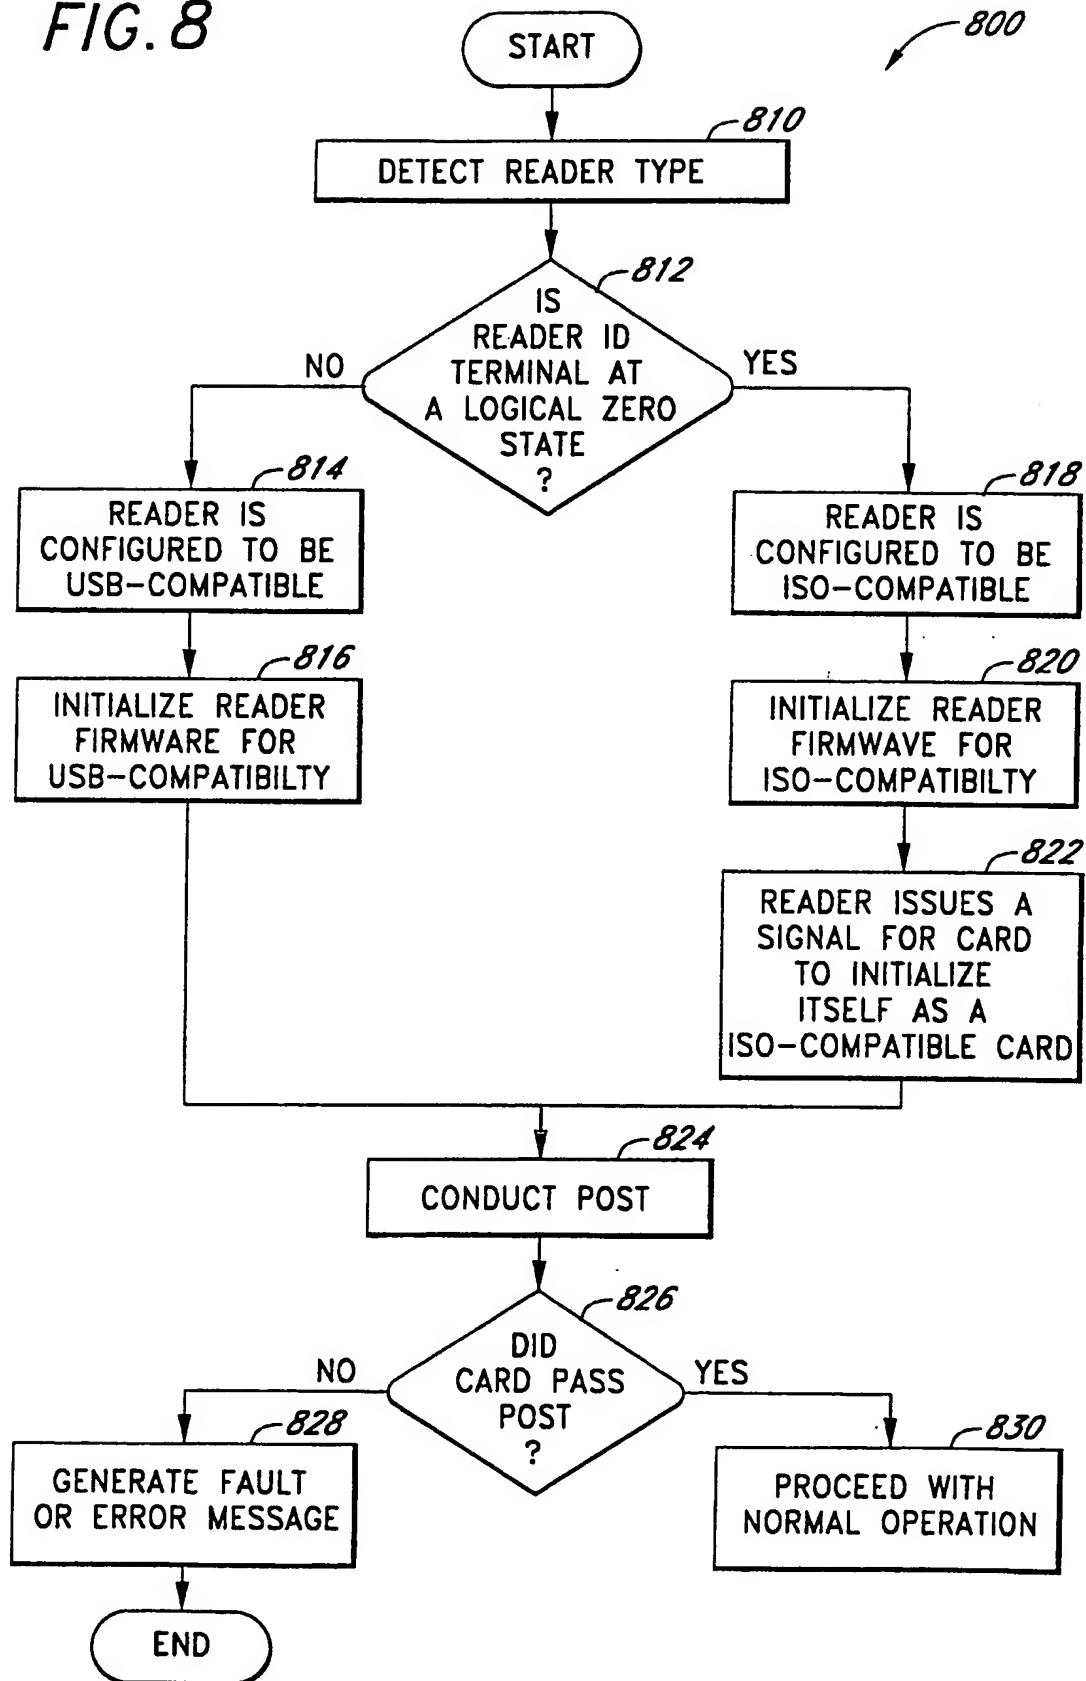 FIG. 8
START
800
810
DETECT READER TYPE
812
IS
READER ID
TERMINAL AT
A LOGICAL ZERO
STATE
?
NO
YES
814
READER IS
CONFIGURED TO BE
USB-COMPATIBLE
818
READER IS
CONFIGURED TO BE
ISO-COMPATIBLE
816
INITIALIZE READER
FIRMWARE FOR
USB-COMPATIBILTY
820
INITIALIZE READER
FIRMWAVE FOR
ISO-COMPATIBILTY
822
READER ISSUES A
SIGNAL FOR CARD
TO INITIALIZE
ITSELF AS A
ISO-COMPATIBLE CARD
824
CONDUCT POST
826
DID
CARD PASS
POST
?
NO
YES
828
GENERATE FAULT
OR ERROR MESSAGE
830
PROCEED WITH
NORMAL OPERATION
END